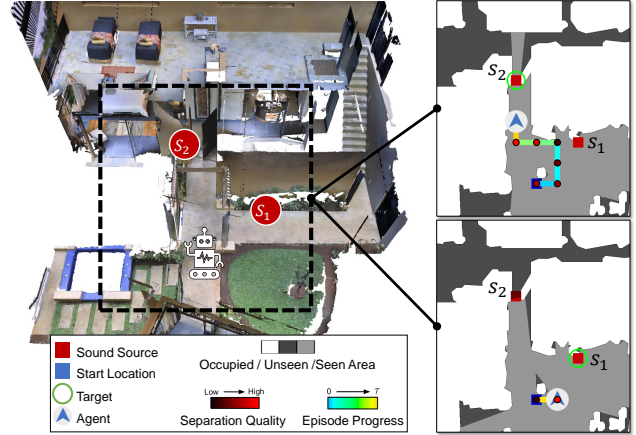 S2
S1
S2
S1
S2
S1
Sound Source
Start Location
Target
Agent
Occupied / Unseen /Seen Area
Low High
Separation Quality
0 T
Episode Progress